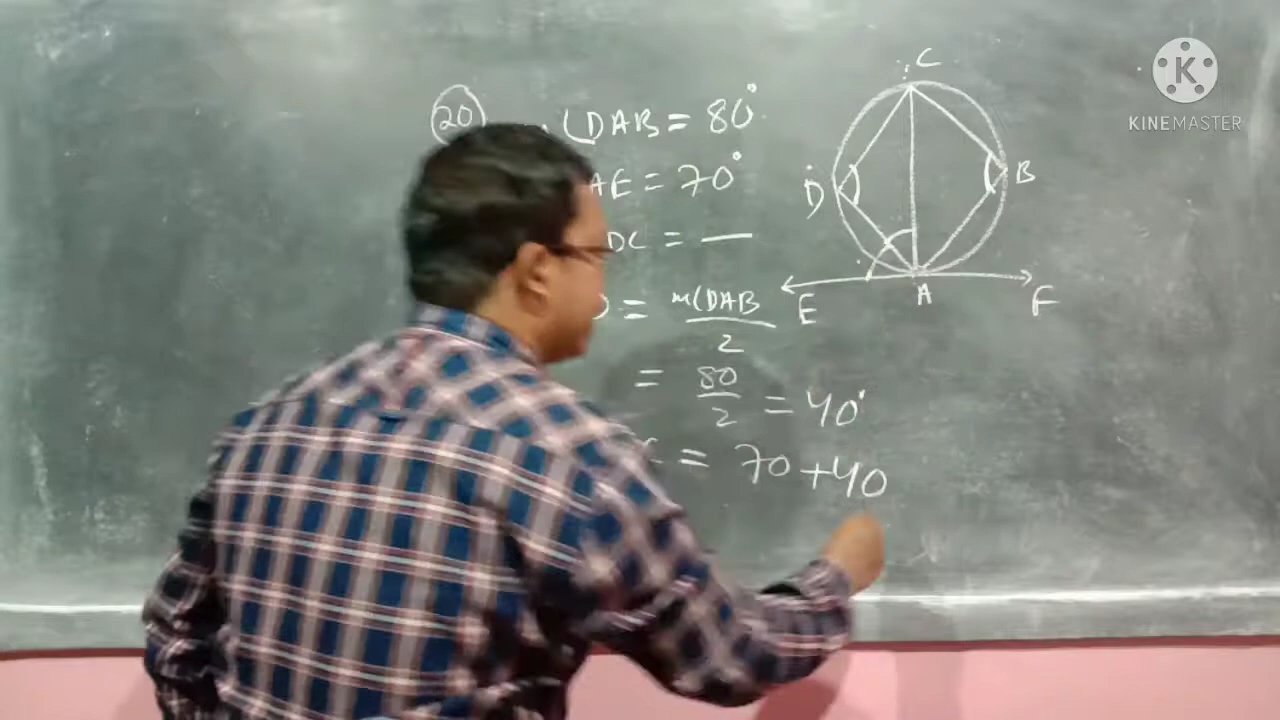 20 ∠DAB = 80°
AE = 70°
DC = —
D = m∠DAB / 2
= 80 / 2 = 40°
= 70 + 40
C
D
B
E
A
F
K
KINEMASTER